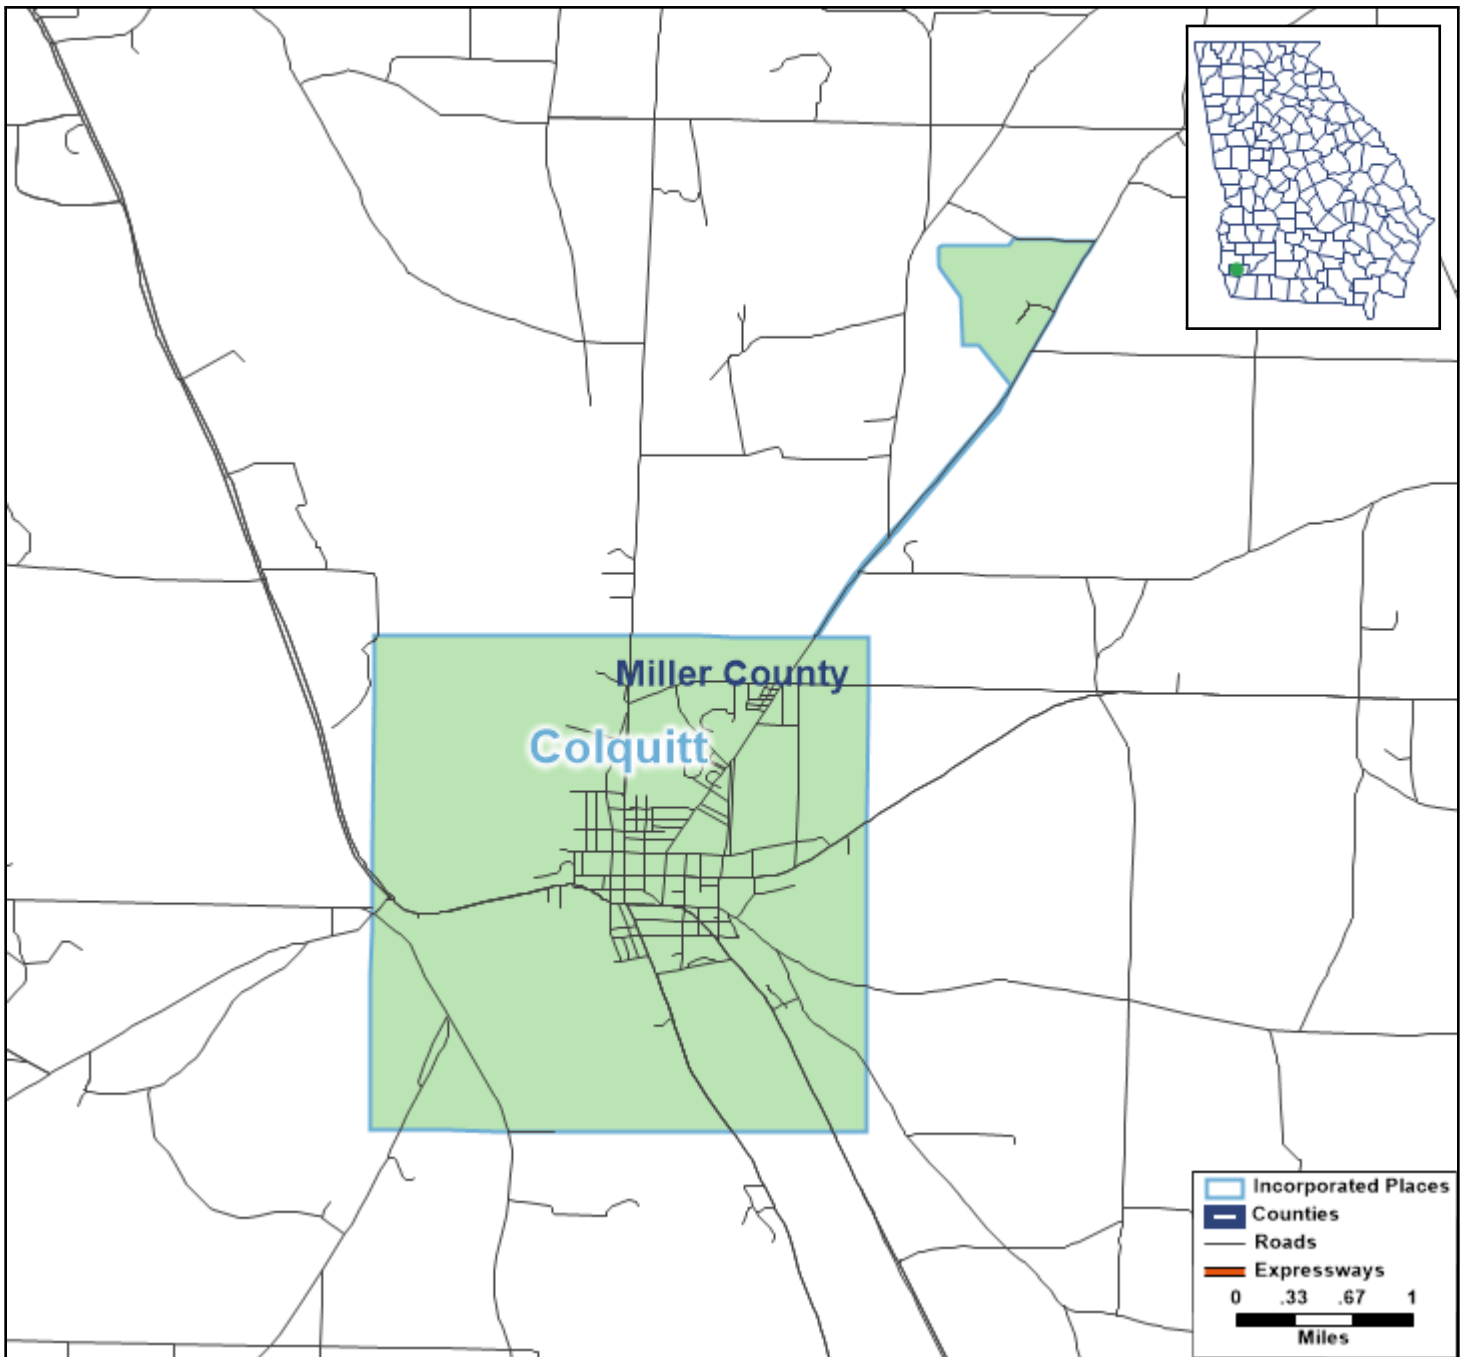 Miller County
Colquitt
Incorporated Places
Counties
Roads
Expressways
0 .33 .67 1
Miles